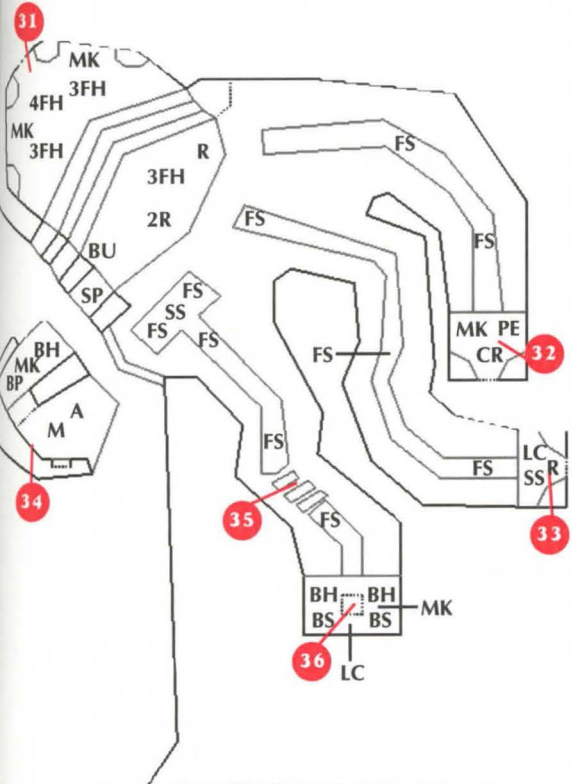 31
MK
3FH
4FH
MK
3FH
R
3FH
2R
BU
SP
FS
FS
FS
FS
SS
FS
FS
MK PE
CR
32
BH
MK
BP
A
M
34
FS
FS
FS
LC
SS R
33
35
FS
BH BH
BS BS
MK
36
LC